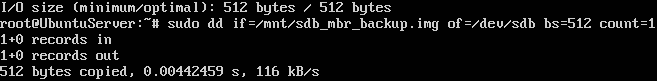 I/O size (minimum/optimal): 512 bytes / 512 bytes
root@UbuntuServer:~# sudo dd if=/mnt/sdb_mbr_backup.img of=/dev/sdb bs=512 count=1
1+0 records in
1+0 records out
512 bytes copied, 0.00442459 s, 116 kB/s